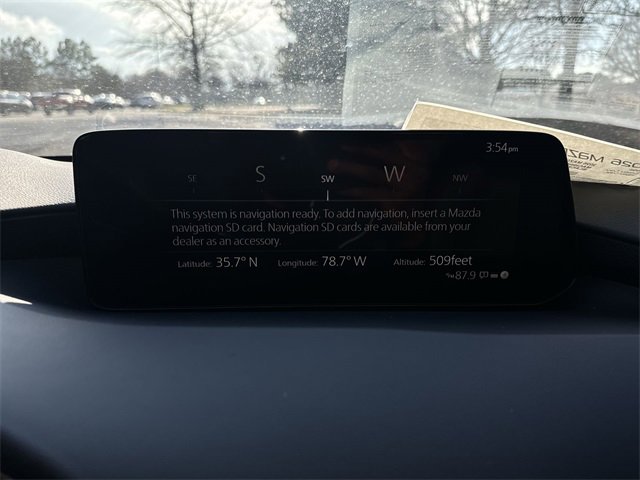 3:54pm
SE S SW W NW
This system is navigation ready. To add navigation, insert a Mazda
navigation SD card. Navigation SD cards are available from your
dealer as an accessory.
Latitude: 35.7° N Longitude: 78.7° W Altitude: 509feet
FM 87.9